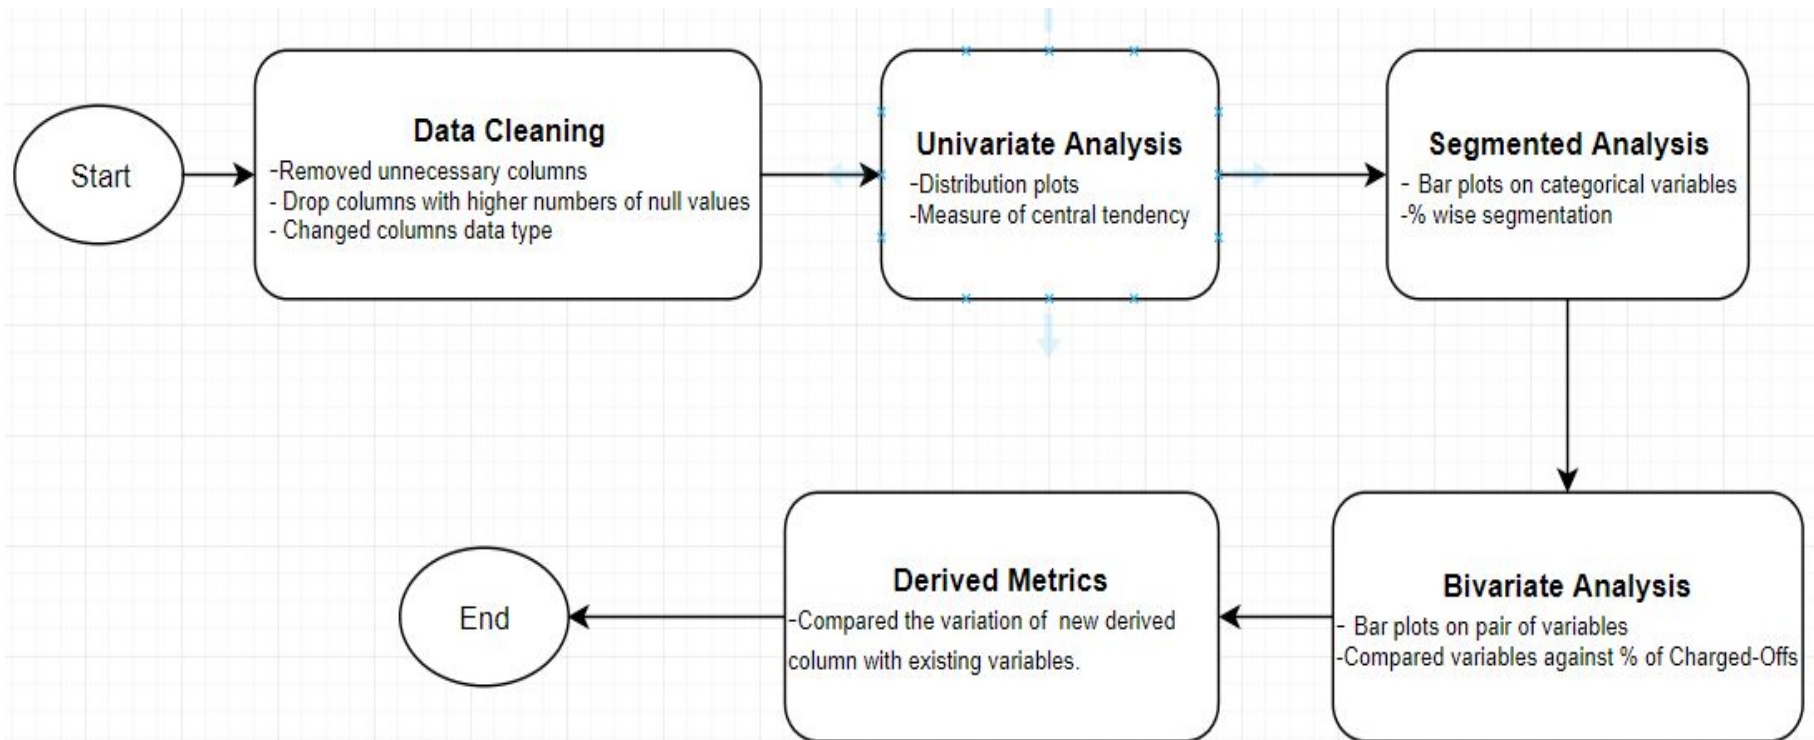 Start
Data Cleaning
-Removed unnecessary columns
- Drop columns with higher numbers of null values
- Changed columns data type
Univariate Analysis
-Distribution plots
-Measure of central tendency
Segmented Analysis
- Bar plots on categorical variables
-% wise segmentation
Bivariate Analysis
- Bar plots on pair of variables
-Compared variables against % of Charged-Offs
Derived Metrics
-Compared the variation of  new derived
column with existing variables.
End